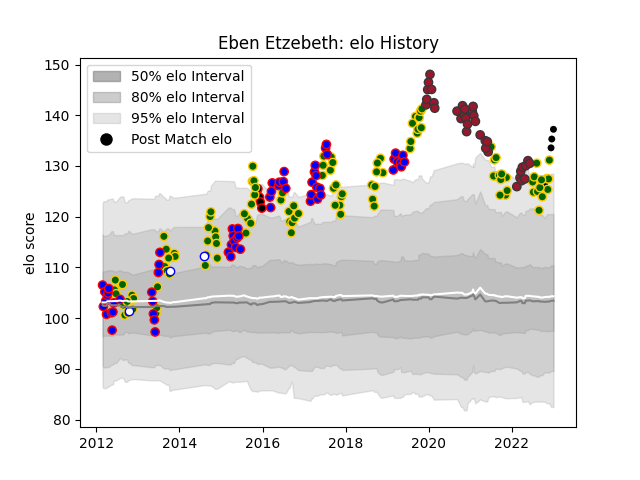 Eben Etzebeth: elo History
150
140
130
120
110
100
90
80
elo score
50% elo Interval
80% elo Interval
95% elo Interval
Post Match elo
2012
2014
2016
2018
2020
2022